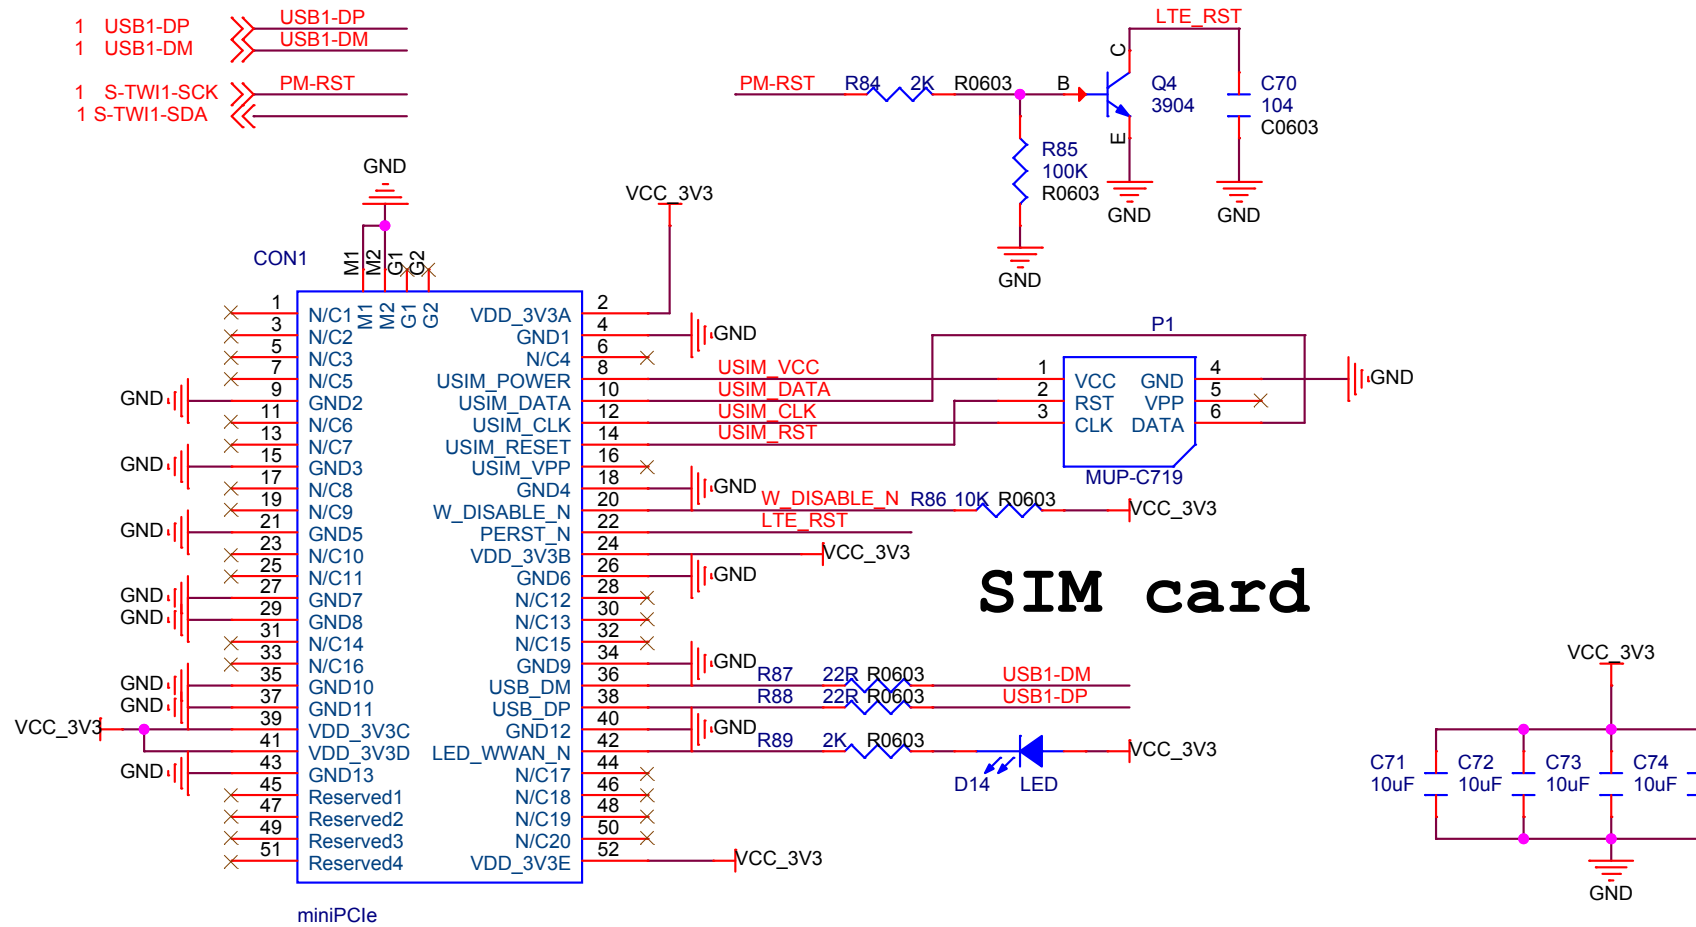 1 USB1-DP USB1-DP
1 USB1-DM USB1-DM
1 S-TWI1-SCK PM-RST
1 S-TWI1-SDA
LTE_RST
PM-RST R84 2K R0603 B C E
Q4
3904
C70
104
C0603
R85
100K
R0603
GND
GND
GND
GND
VCC_3V3
CON1
M1 M2 G1 G2
M1 M2 G1 G2
1 N/C1
3 N/C2
5 N/C3
7 N/C5
GND 9 GND2
11 N/C6
13 N/C7
GND 15 GND3
17 N/C8
19 N/C9
GND 21 GND5
23 N/C10
25 N/C11
GND 27 GND7
GND 29 GND8
31 N/C14
33 N/C16
GND 35 GND10
GND 37 GND11
VCC_3V3 39 VDD_3V3C
41 VDD_3V3D
GND 43 GND13
45 Reserved1
47 Reserved2
49 Reserved3
51 Reserved4
VDD_3V3A 2
GND1 4 GND
N/C4 6
USIM_POWER 8 USIM_VCC
USIM_DATA 10 USIM_DATA
USIM_CLK 12 USIM_CLK
USIM_RESET 14 USIM_RST
USIM_VPP 16
GND4 18 GND
W_DISABLE_N 20 W_DISABLE_N R86 10K R0603 VCC_3V3
PERST_N 22 LTE_RST
VDD_3V3B 24 VCC_3V3
GND6 26 GND
N/C12 28
N/C13 30
N/C15 32
GND9 34 GND
USB_DM 36 R87 22R R0603 USB1-DM
USB_DP 38 R88 22R R0603 USB1-DP
GND12 40 GND
LED_WWAN_N 42 R89 2K R0603 VCC_3V3
D14 LED
N/C17 44
N/C18 46
N/C19 48
N/C20 50
VDD_3V3E 52 VCC_3V3
miniPCIe
P1
1 VCC GND 4 GND
2 RST VPP 5
3 CLK DATA 6
MUP-C719
SIM card
VCC_3V3
C71 C72 C73 C74
10uF 10uF 10uF 10uF
GND